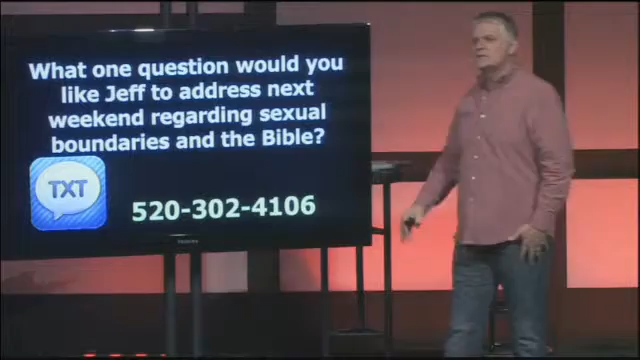 What one question would you
like Jeff to address next
weekend regarding sexual
boundaries and the Bible?
TXT
520-302-4106